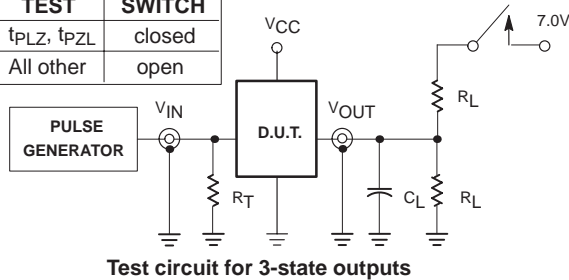 TEST SWITCH
tPLZ, tPZL closed
All other open
VCC
7.0V
RL
VIN
VOUT
PULSE
GENERATOR
D.U.T.
RT
CL
RL
Test circuit for 3-state outputs